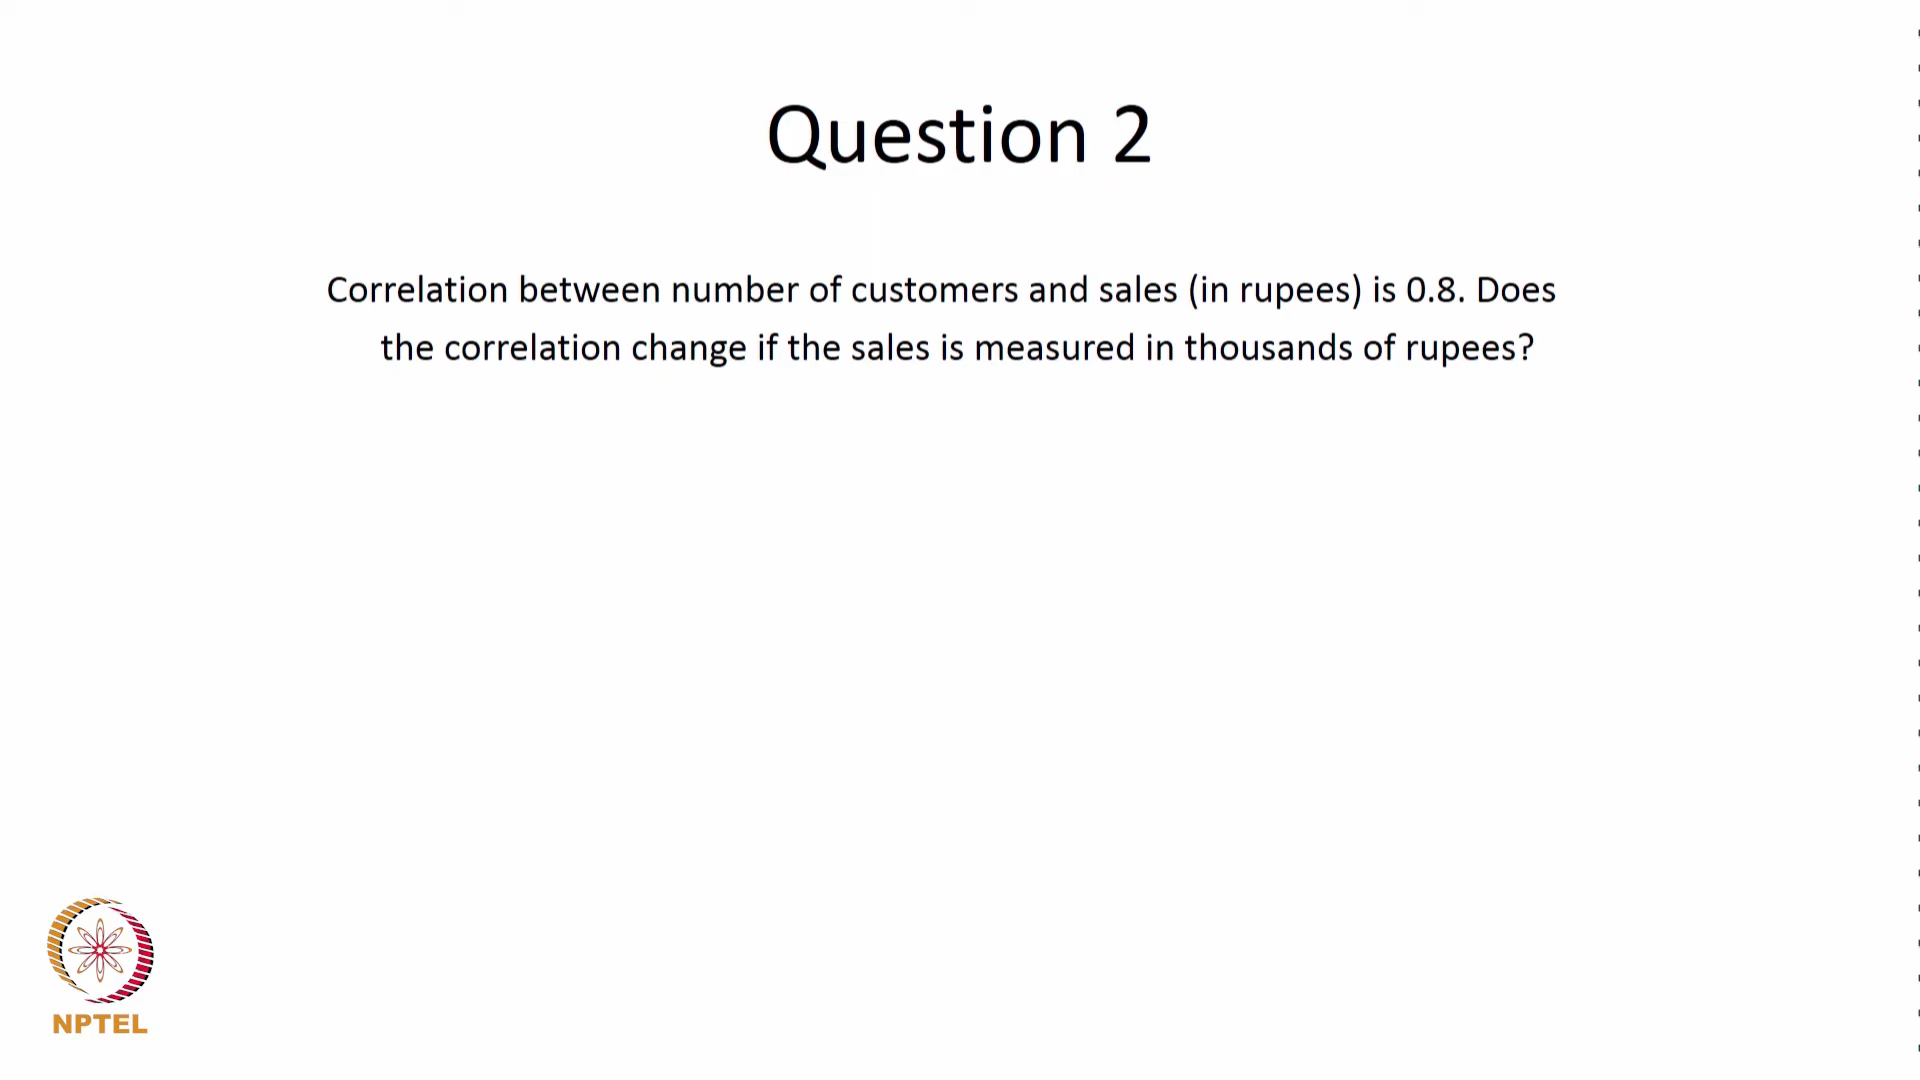 Question 2
Correlation between number of customers and sales (in rupees) is 0.8. Does
the correlation change if the sales is measured in thousands of rupees?
NPTEL